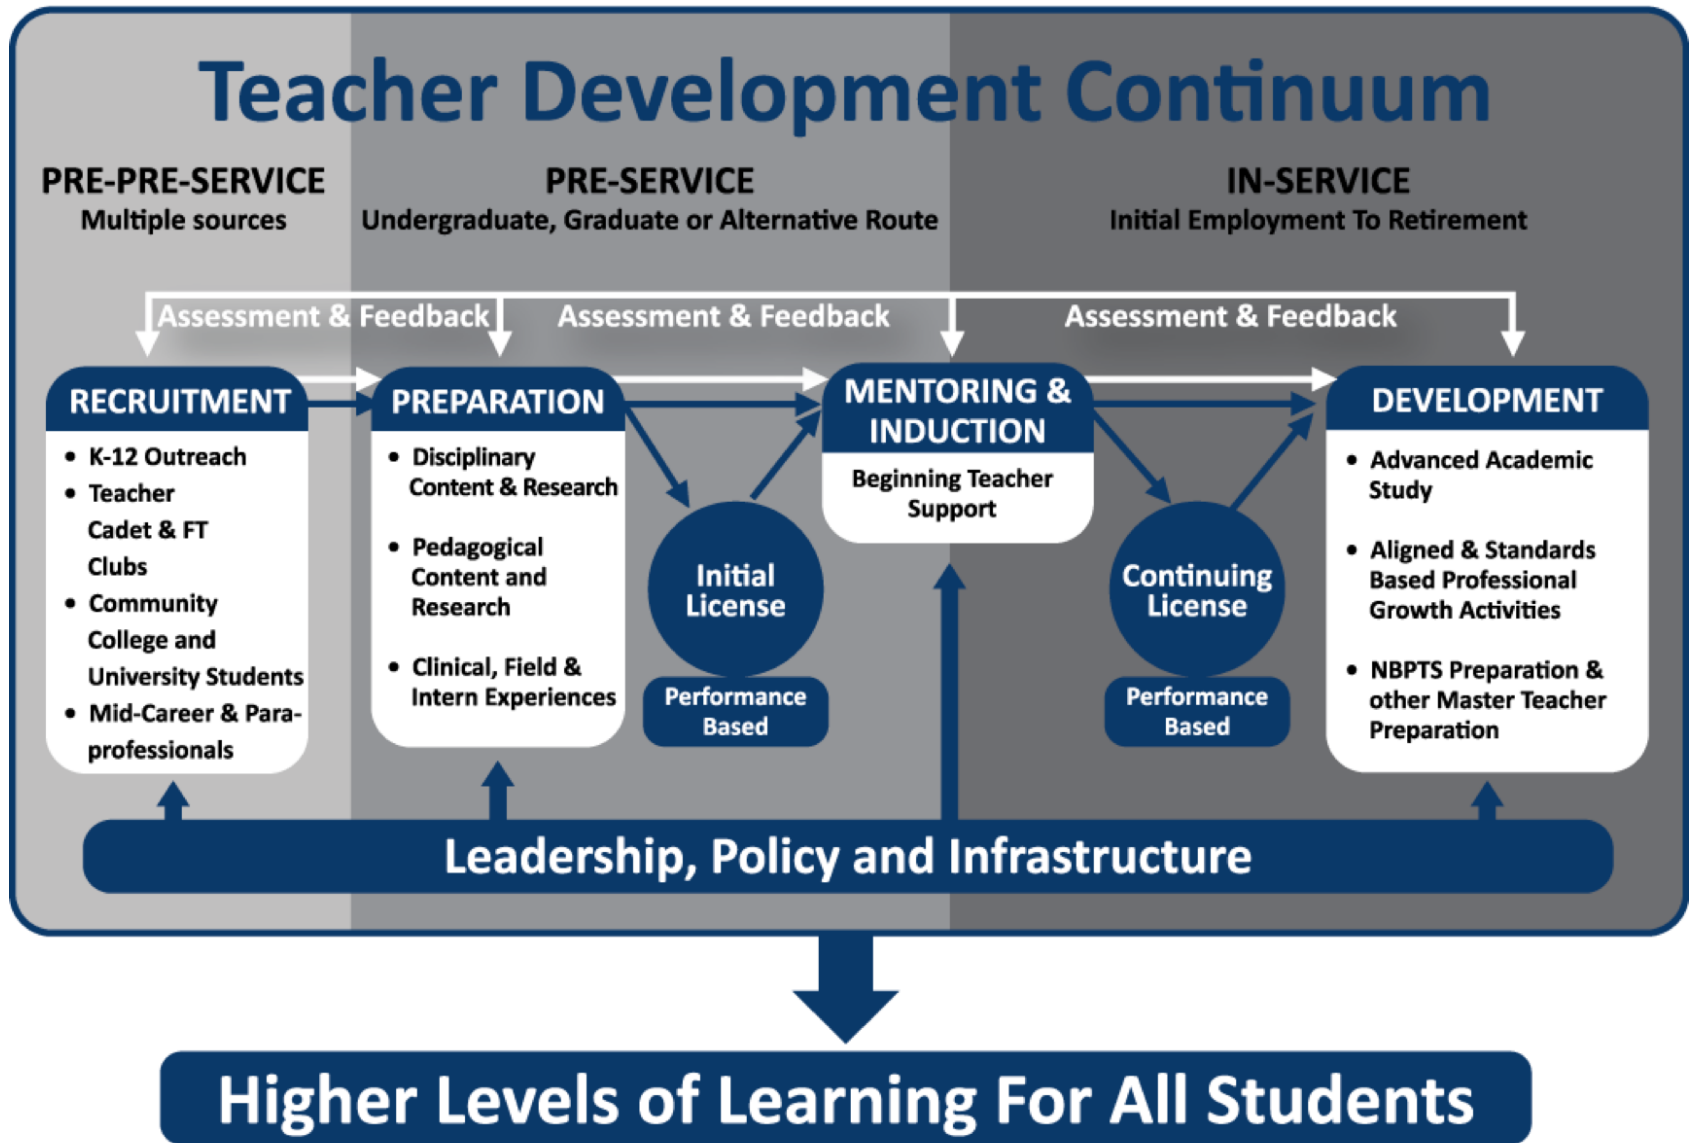 Teacher Development Continuum
PRE-PRE-SERVICE
Multiple sources
PRE-SERVICE
Undergraduate, Graduate or Alternative Route
IN-SERVICE
Initial Employment To Retirement
Assessment & Feedback
Assessment & Feedback
Assessment & Feedback
RECRUITMENT
• K-12 Outreach
• Teacher
Cadet & FT
Clubs
• Community
College and
University Students
• Mid-Career & Para-
professionals
PREPARATION
• Disciplinary
Content & Research
• Pedagogical
Content and
Research
• Clinical, Field &
Intern Experiences
Initial
License
Performance
Based
MENTORING &
INDUCTION
Beginning Teacher
Support
Continuing
License
Performance
Based
DEVELOPMENT
• Advanced Academic
Study
• Aligned & Standards
Based Professional
Growth Activities
• NBPTS Preparation &
other Master Teacher
Preparation
Leadership, Policy and Infrastructure
Higher Levels of Learning For All Students